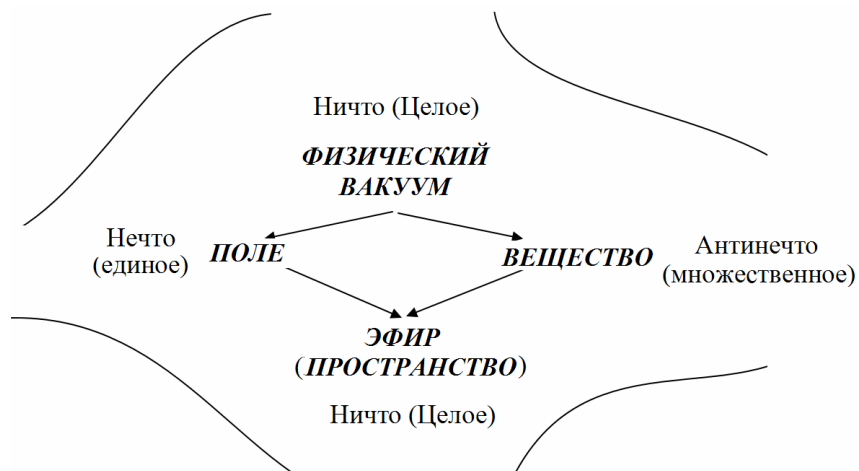 Ничто (Целое)
ФИЗИЧЕСКИЙ
ВАКУУМ
Нечто
(единое)
ПОЛЕ
ВЕЩЕСТВО
Антинечто
(множественное)
ЭФИР
(ПРОСТРАНСТВО)
Ничто (Целое)